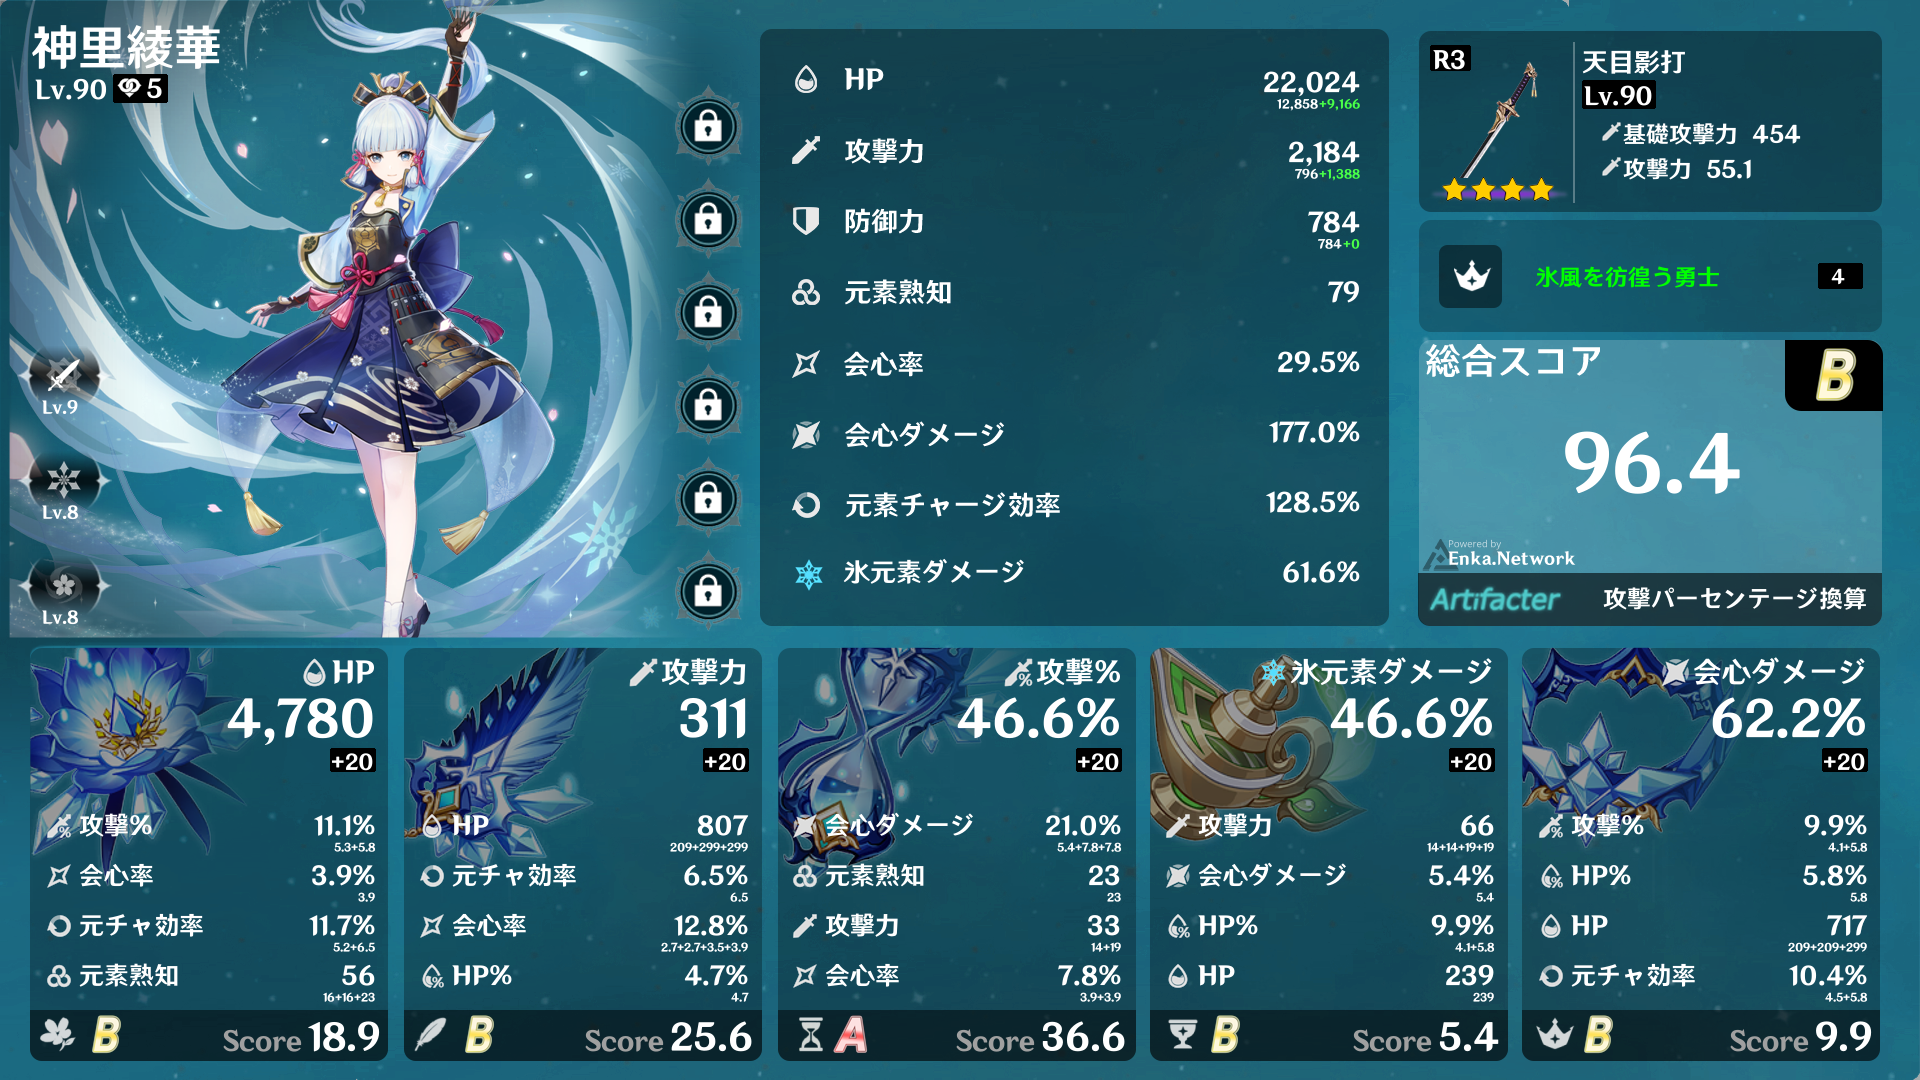 神里綾華
Lv.90 5
Lv.9
Lv.8
Lv.8
HP 22,024
12,858+9,166
攻撃力 2,184
796+1,388
防御力 784
784+0
元素熟知 79
会心率 29.5%
会心ダメージ 177.0%
元素チャージ効率 128.5%
氷元素ダメージ 61.6%
R3
天目影打
Lv.90
基礎攻撃力 454
攻撃力 55.1
氷風を彷徨う勇士 4
総合スコア B
96.4
Powered by
Enka.Network
Artifacter 攻撃パーセンテージ換算
HP
4,780
+20
攻撃% 11.1%
5.3+5.8
会心率 3.9%
3.9
元チャ効率 11.7%
5.2+6.5
元素熟知 56
16+16+23
B Score 18.9
攻撃力
311
+20
HP 807
209+299+299
元チャ効率 6.5%
6.5
会心率 12.8%
2.7+2.7+3.5+3.9
HP% 4.7%
4.7
B Score 25.6
攻撃%
46.6%
+20
会心ダメージ 21.0%
5.4+7.8+7.8
元素熟知 23
23
攻撃力 33
14+19
会心率 7.8%
3.9+3.9
A Score 36.6
氷元素ダメージ
46.6%
+20
攻撃力 66
14+14+19+19
会心ダメージ 5.4%
5.4
HP% 9.9%
4.1+5.8
HP 239
239
B Score 5.4
会心ダメージ
62.2%
+20
攻撃% 9.9%
4.1+5.8
HP% 5.8%
5.8
HP 717
209+209+299
元チャ効率 10.4%
4.5+5.8
B Score 9.9